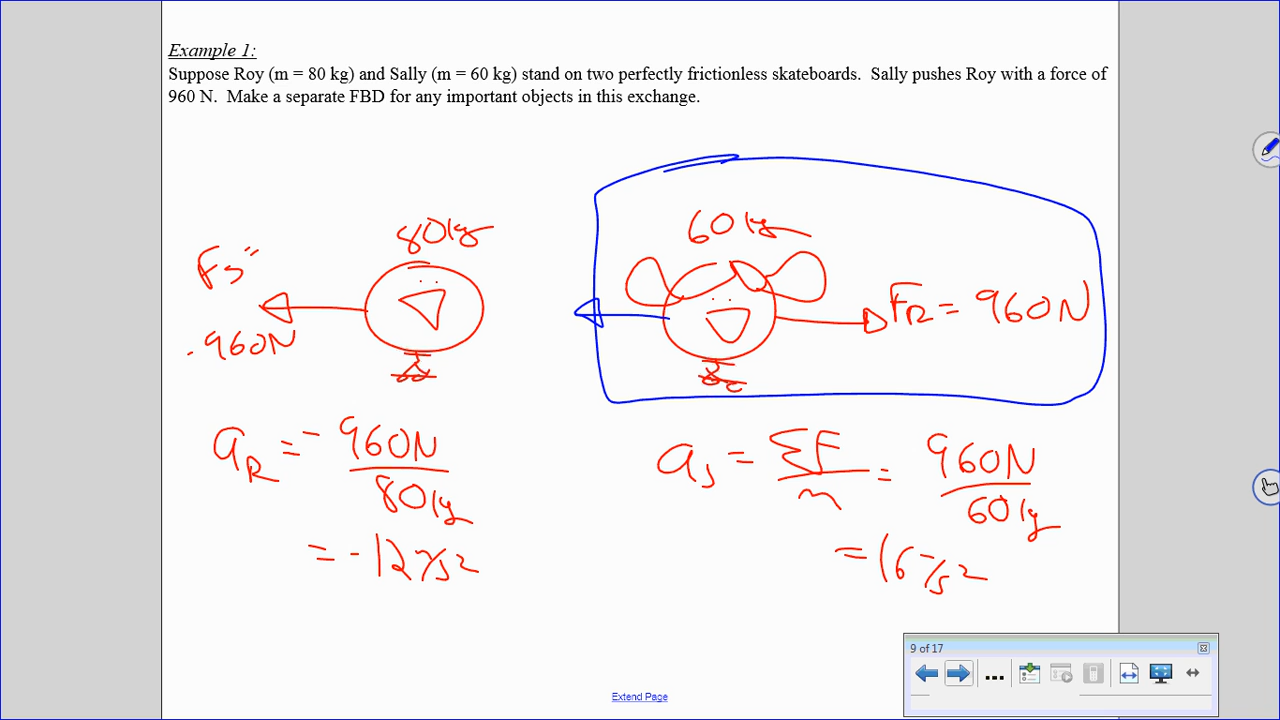 Example 1:
Suppose Roy (m = 80 kg) and Sally (m = 60 kg) stand on two perfectly frictionless skateboards. Sally pushes Roy with a force of
960 N. Make a separate FBD for any important objects in this exchange.
80kg
60kg
Fs
960N
FR = 960N
aR = -960N
80kg
= -12 m/s2
as = ΣF
m
= 960N
60kg
= 16 m/s2
9 of 17
...
Extend Page